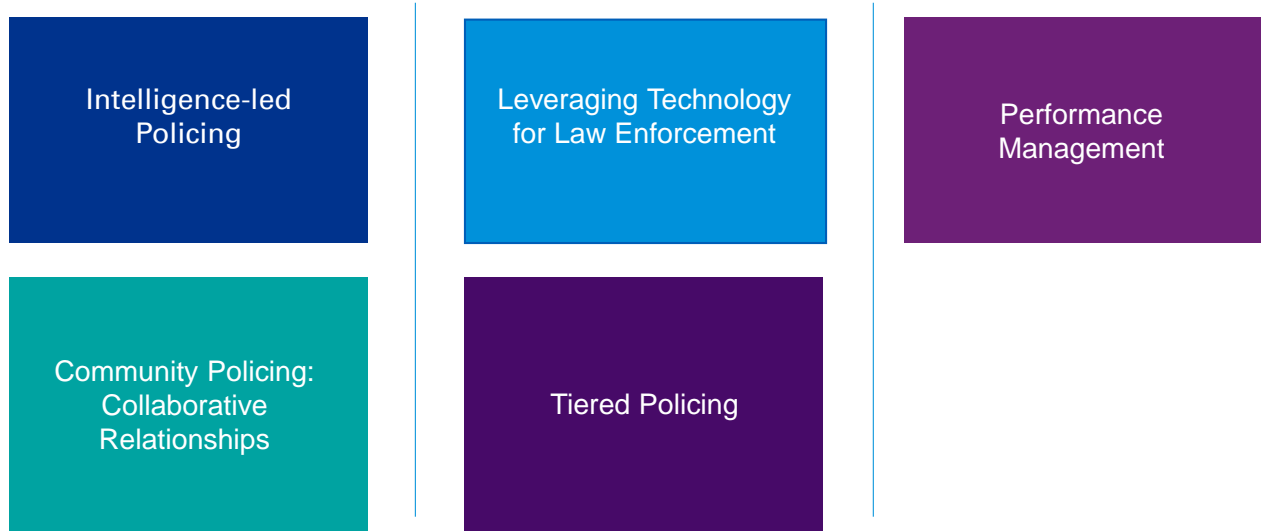 Intelligence-led
Policing
Leveraging Technology
for Law Enforcement
Performance
Management
Community Policing:
Collaborative
Relationships
Tiered Policing